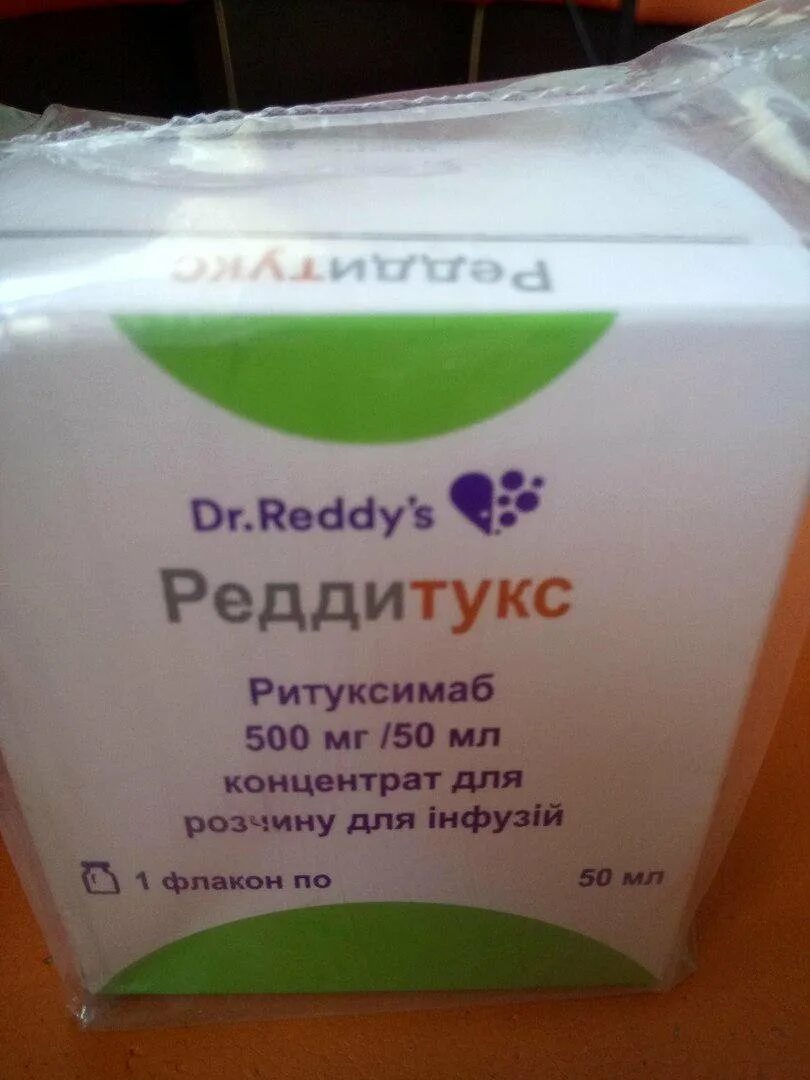 Реддитукс
Dr.Reddy's
Реддитукс
Ритуксимаб
500 мг /50 мл
концентрат для
розчину для інфузій
1 флакон по 50 мл